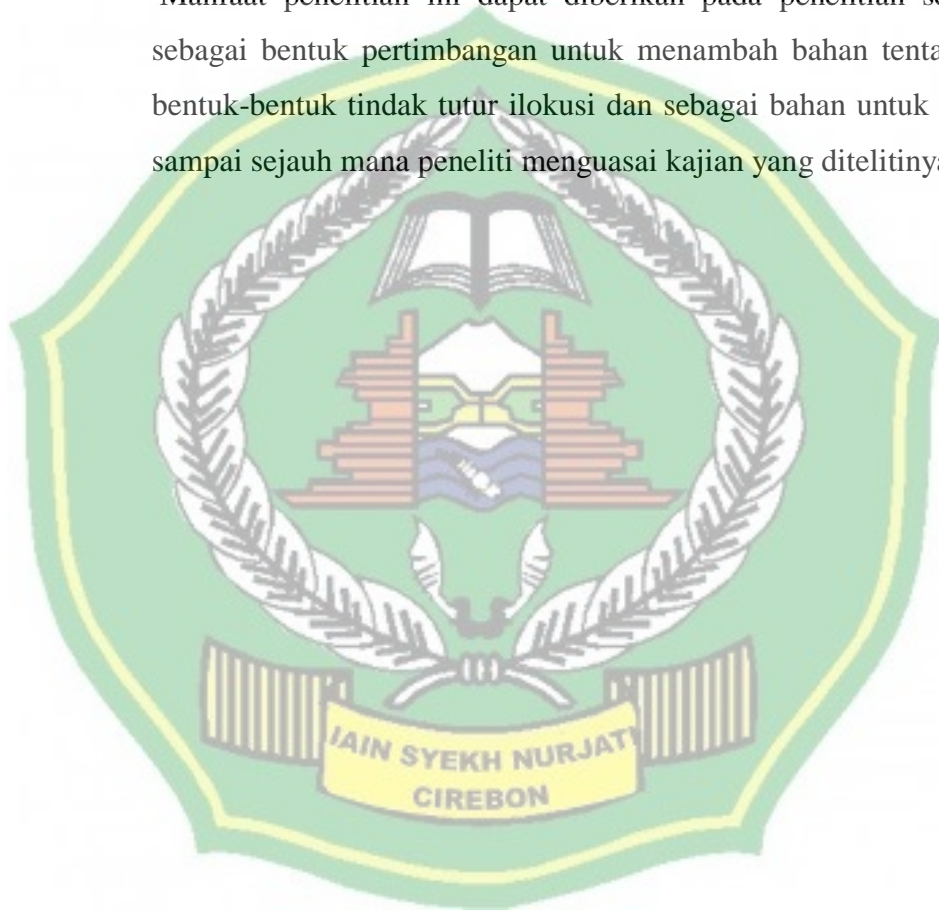 Manfaat penelitian ini dapat diberikan pada penelitian
sebagai bentuk pertimbangan untuk menambah bahan
bentuk-bentuk tindak tutur ilokusi dan sebagai bahan untuk
sampai sejauh mana peneliti menguasai kajian yang ditelitinya
IAIN SYEKH NURJATI
CIREBON